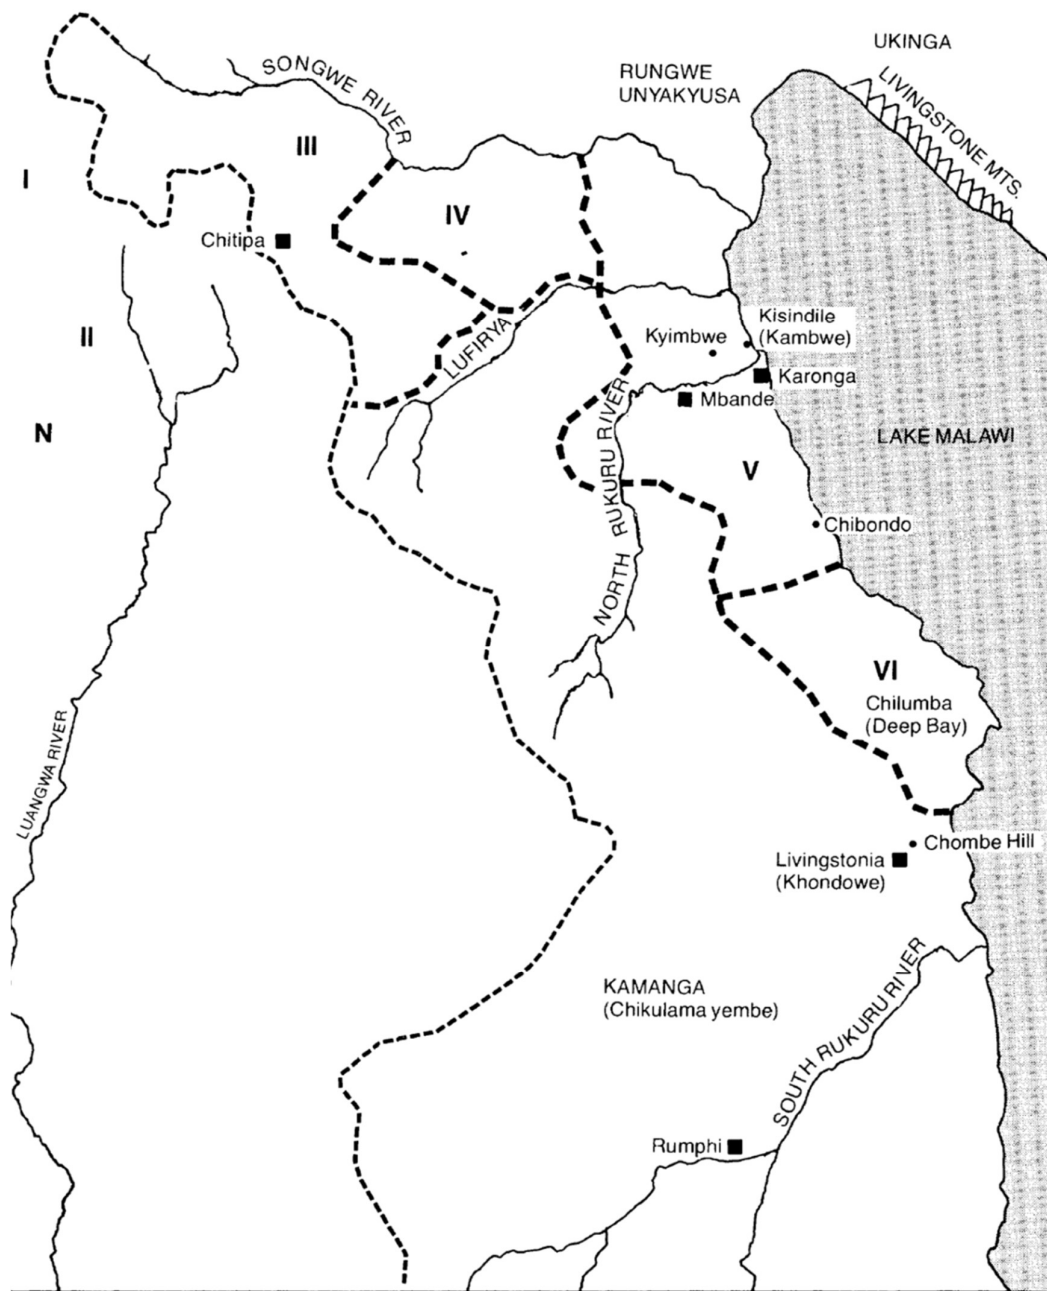 UKINGA
SONGWE RIVER
RUNGWE
UNYAKYUSA
LIVINGSTONE MTS.
III
I
IV
Chitipa
Kisindile
(Kambwe)
II
Kyimbwe
LUFIRYA
Karonga
Mbande
N
LAKE MALAWI
V
NORTH RUKURU RIVER
Chibondo
VI
Chilumba
(Deep Bay)
LUANGWA RIVER
Chombe Hill
Livingstonia
(Khondowe)
KAMANGA
(Chikulama yembe)
SOUTH RUKURU RIVER
Rumphi